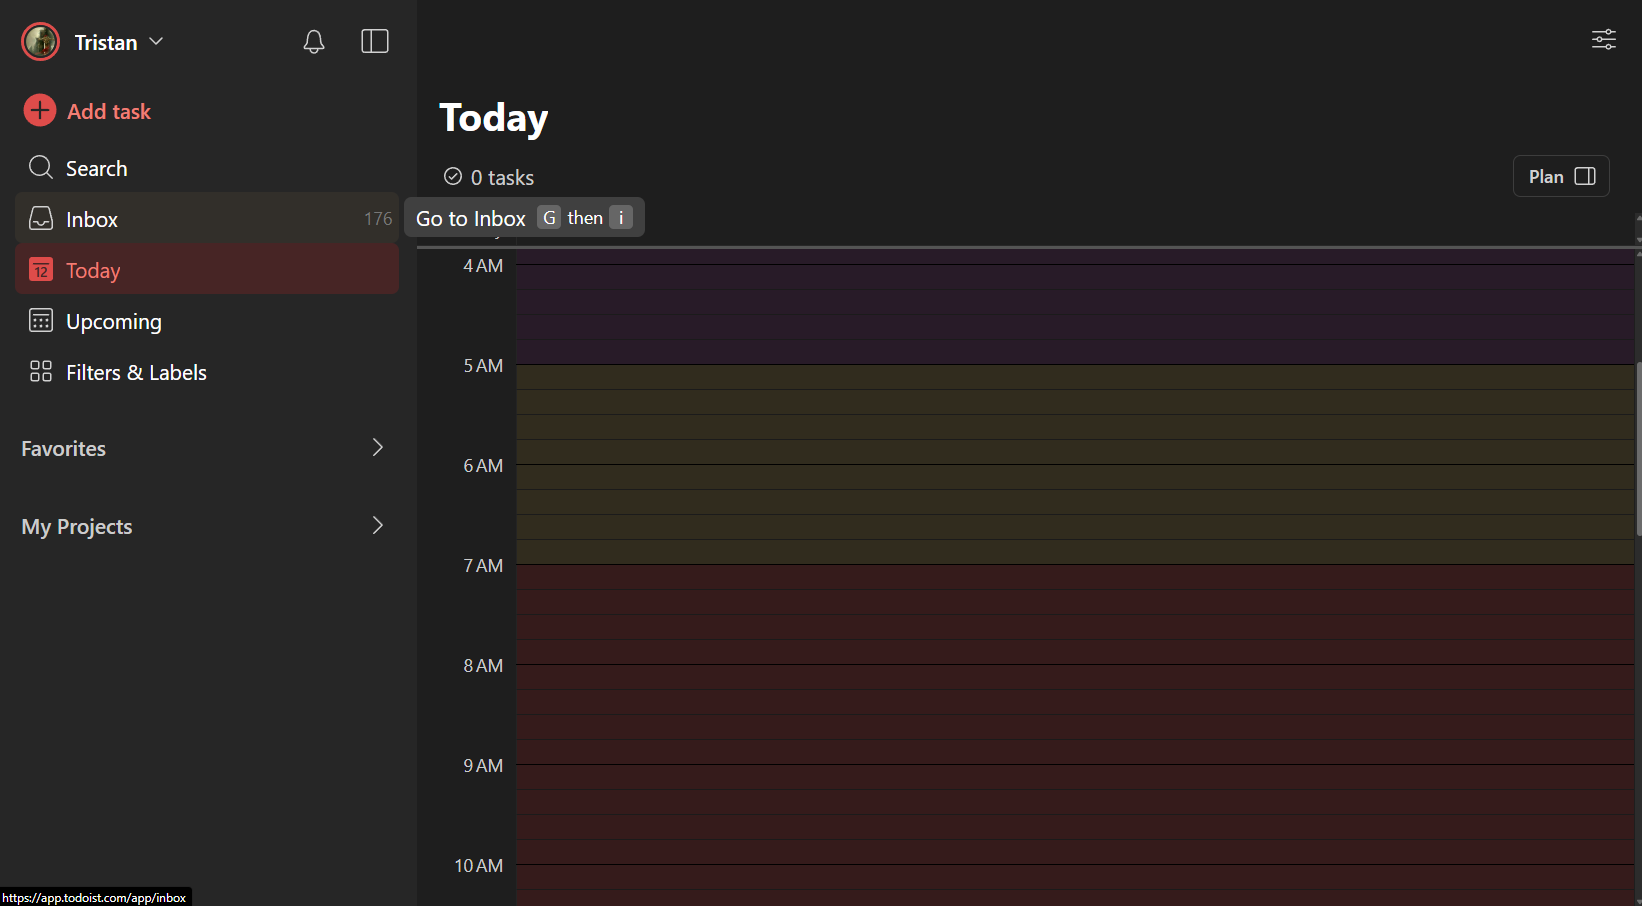 Tristan
Add task
Search
Inbox 176
12 Today
Upcoming
Filters & Labels
Favorites
My Projects
Today
0 tasks
Plan
Go to Inbox G then i
4 AM
5 AM
6 AM
7 AM
8 AM
9 AM
10 AM
https://app.todoist.com/app/inbox